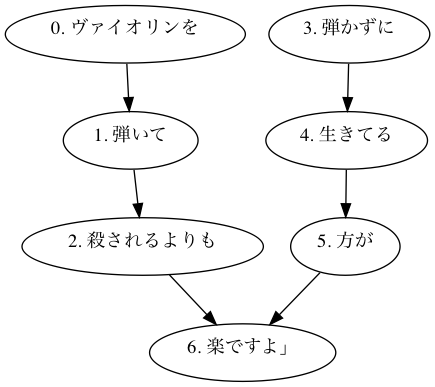 0. ヴァイオリンを
3. 弾かずに
1. 弾いて
4. 生きてる
2. 殺されるよりも
5. 方が
6. 楽ですよ」